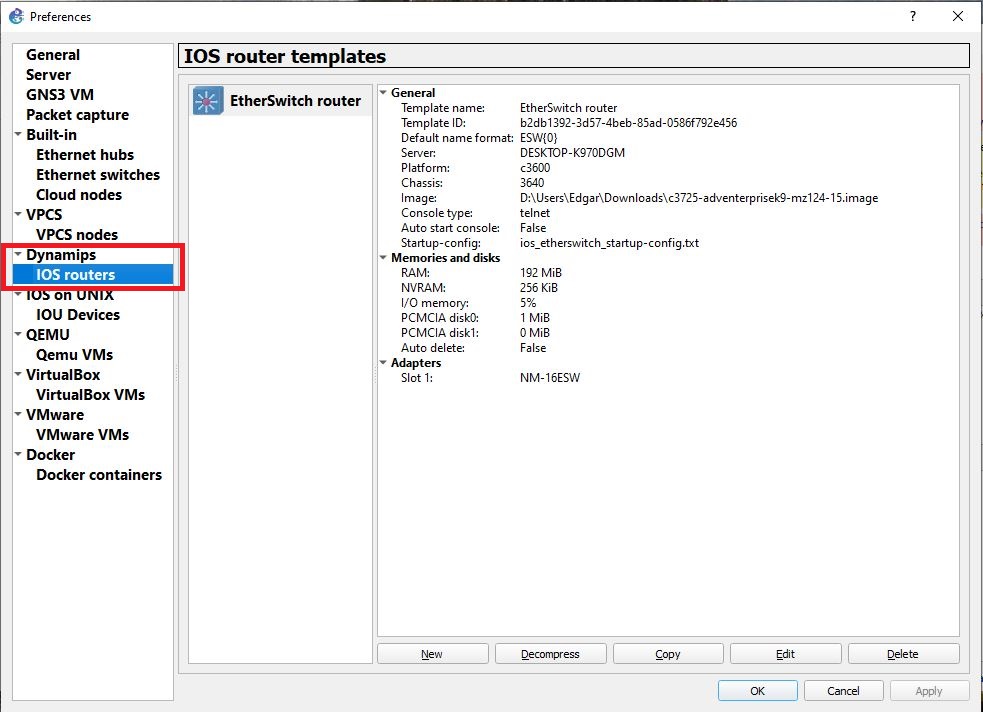 Preferences
?
General
Server
GNS3 VM
Packet capture
Built-in
Ethernet hubs
Ethernet switches
Cloud nodes
VPCS
VPCS nodes
Dynamips
IOS routers
IOS on UNIX
IOU Devices
QEMU
Qemu VMs
VirtualBox
VirtualBox VMs
VMware
VMware VMs
Docker
Docker containers
IOS router templates
EtherSwitch router
General
Template name: EtherSwitch router
Template ID: b2db1392-3d57-4beb-85ad-0586f792e456
Default name format: ESW{0}
Server: DESKTOP-K970DGM
Platform: c3600
Chassis: 3640
Image: D:\Users\Edgar\Downloads\c3725-adventerprisek9-mz124-15.image
Console type: telnet
Auto start console: False
Startup-config: ios_etherswitch_startup-config.txt
Memories and disks
RAM: 192 MiB
NVRAM: 256 KiB
I/O memory: 5%
PCMCIA disk0: 1 MiB
PCMCIA disk1: 0 MiB
Auto delete: False
Adapters
Slot 1: NM-16ESW
New Decompress Copy Edit Delete
OK Cancel Apply